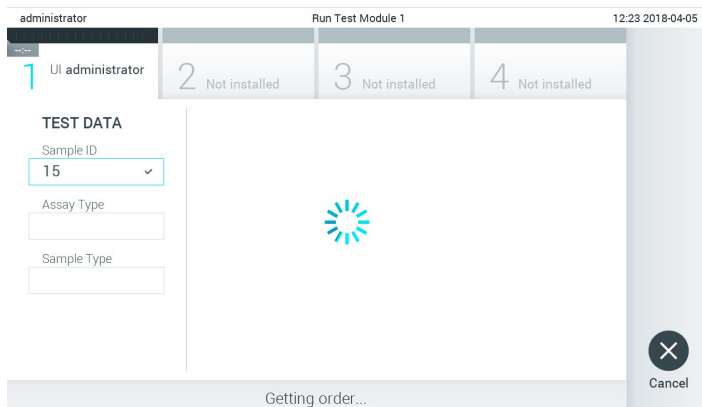 administrator Run Test Module 1 12:23 2018-04-05
--:--
1 UI administrator
2 Not installed
3 Not installed
4 Not installed
TEST DATA
Sample ID
15
Assay Type
Sample Type
Cancel
Getting order...